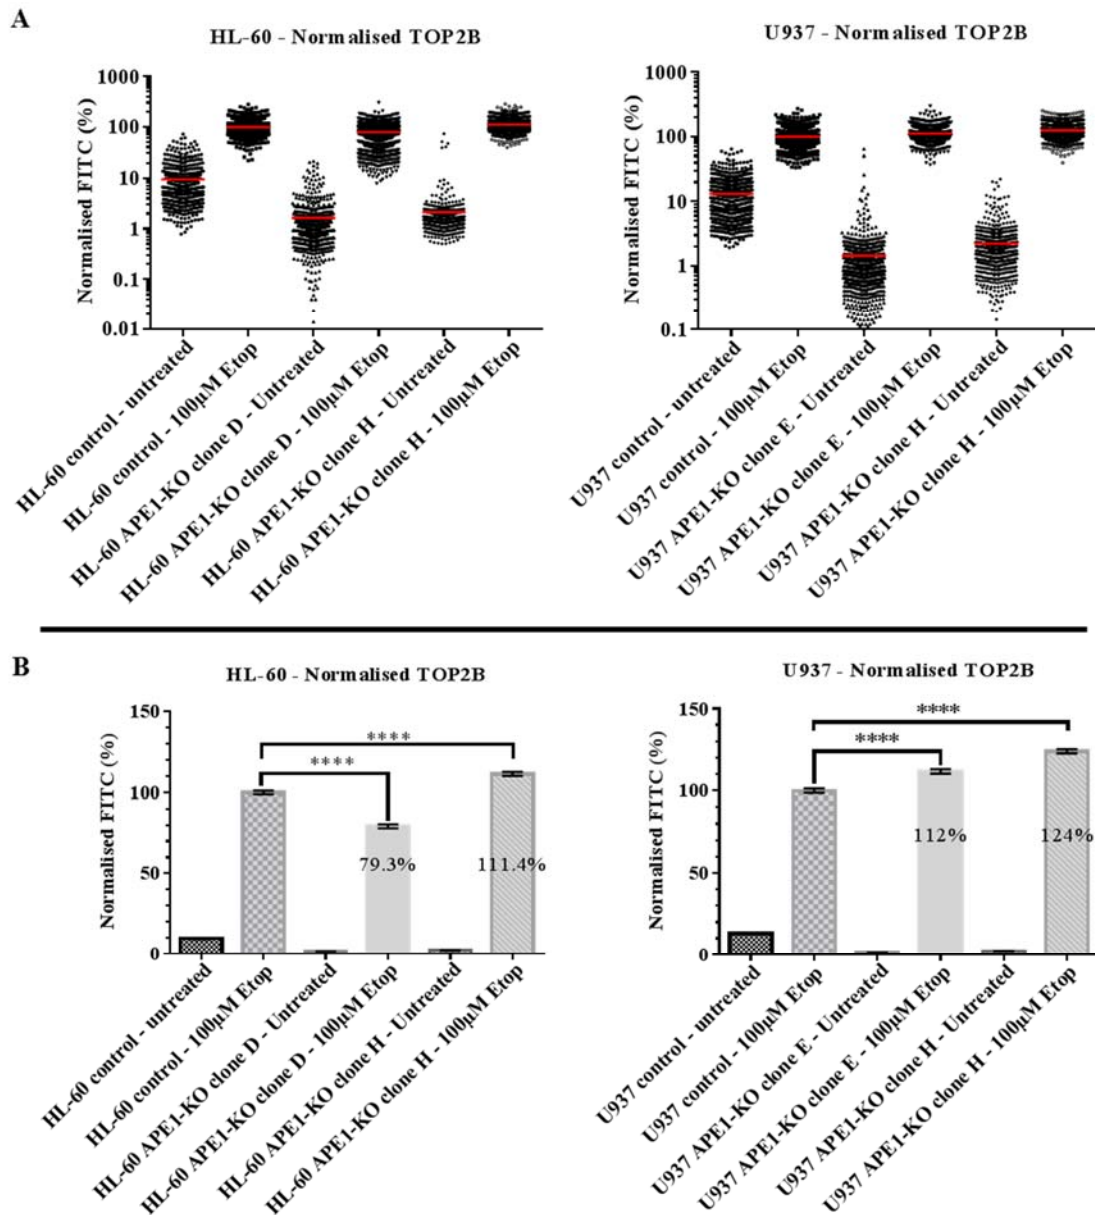 A
HL-60 - Normalised TOP2B
Normalised FITC (%)
1000
100
10
1
0.1
0.01
HL-60 control - untreated
HL-60 control - 100µM Etop
HL-60 APE1-KO clone D - Untreated
HL-60 APE1-KO clone D - 100µM Etop
HL-60 APE1-KO clone H - Untreated
HL-60 APE1-KO clone H - 100µM Etop
U937 - Normalised TOP2B
Normalised FITC (%)
1000
100
10
1
0.1
U937 control - untreated
U937 control - 100µM Etop
U937 APE1-KO clone E - Untreated
U937 APE1-KO clone E - 100µM Etop
U937 APE1-KO clone H - Untreated
U937 APE1-KO clone H - 100µM Etop
B
HL-60 - Normalised TOP2B
Normalised FITC (%)
150
100
50
0
****
****
79.3%
111.4%
HL-60 control - untreated
HL-60 control - 100µM Etop
HL-60 APE1-KO clone D - Untreated
HL-60 APE1-KO clone D - 100µM Etop
HL-60 APE1-KO clone H - Untreated
HL-60 APE1-KO clone H - 100µM Etop
U937 - Normalised TOP2B
Normalised FITC (%)
150
100
50
0
****
****
112%
124%
U937 control - untreated
U937 control - 100µM Etop
U937 APE1-KO clone E - Untreated
U937 APE1-KO clone E - 100µM Etop
U937 APE1-KO clone H - Untreated
U937 APE1-KO clone H - 100µM Etop